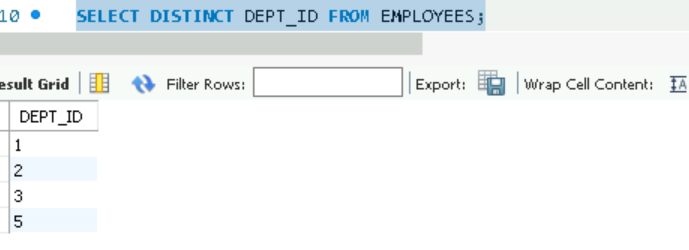 10 SELECT DISTINCT DEPT_ID FROM EMPLOYEES;
esult Grid Filter Rows: Export: Wrap Cell Content: IA
DEPT_ID
1
2
3
5